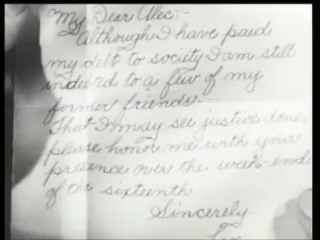 My Dear Alec:-
Although I have paid
my debt to society I am still
indebted to a few of my
former friends...
That I may see justice done,
please honor me with your
presence over the week-end
of the sixteenth
Sincerely